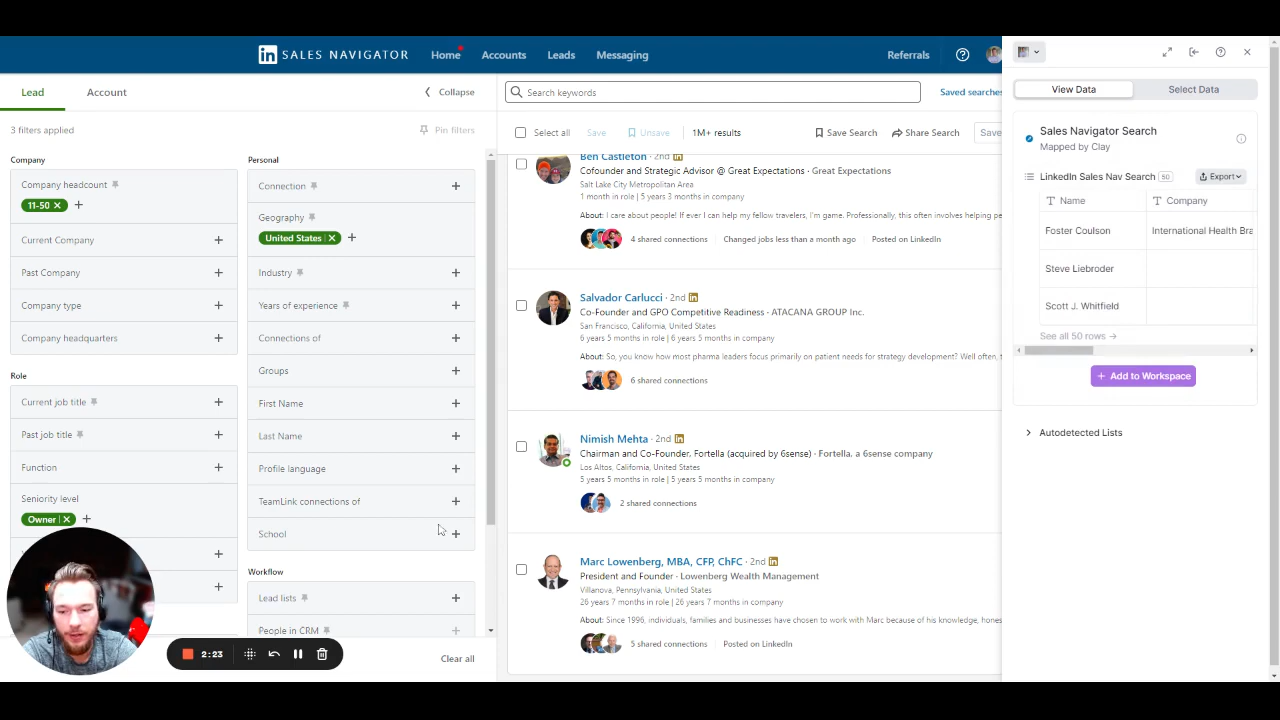 in SALES NAVIGATOR
Home
Accounts
Leads
Messaging
Referrals
Lead
Account
Collapse
3 filters applied
Pin filters
Company
Company headcount
11-50
Current Company
Past Company
Company type
Company headquarters
Role
Current job title
Past job title
Function
Seniority level
Owner
Personal
Connection
Geography
United States
Industry
Years of experience
Connections of
Groups
First Name
Last Name
Profile language
TeamLink connections of
School
Workflow
Lead lists
People in CRM
Clear all
2:23
Search keywords
Saved searches
Select all
Save
Unsave
1M+ results
Save Search
Share Search
Save
Ben Castleton · 2nd
Cofounder and Strategic Advisor @ Great Expectations · Great Expectations
Salt Lake City Metropolitan Area
1 month in role | 5 years 3 months in company
About: I care about people! If ever I can help my fellow travelers, I'm game. Professionally, this often involves helping pe
4 shared connections
Changed jobs less than a month ago
Posted on LinkedIn
Salvador Carlucci · 2nd
Co-Founder and GPO Competitive Readiness · ATACANA GROUP Inc.
San Francisco, California, United States
6 years 5 months in role | 6 years 5 months in company
About: So, you know how most pharma leaders focus primarily on patient needs for strategy development? Well often, t
6 shared connections
Nimish Mehta · 2nd
Chairman and Co-Founder, Fortella (acquired by 6sense) · Fortella, a 6sense company
Los Altos, California, United States
5 years 5 months in role | 5 years 5 months in company
2 shared connections
Marc Lowenberg, MBA, CFP, ChFC · 2nd
President and Founder · Lowenberg Wealth Management
Villanova, Pennsylvania, United States
26 years 7 months in role | 26 years 7 months in company
About: Since 1996, individuals, families and businesses have chosen to work with Marc because of his knowledge, hones
5 shared connections
Posted on LinkedIn
View Data
Select Data
Sales Navigator Search
Mapped by Clay
LinkedIn Sales Nav Search 50
Export
Name
Company
Foster Coulson
International Health Bra
Steve Liebroder
Scott J. Whitfield
See all 50 rows →
+ Add to Workspace
Autodetected Lists